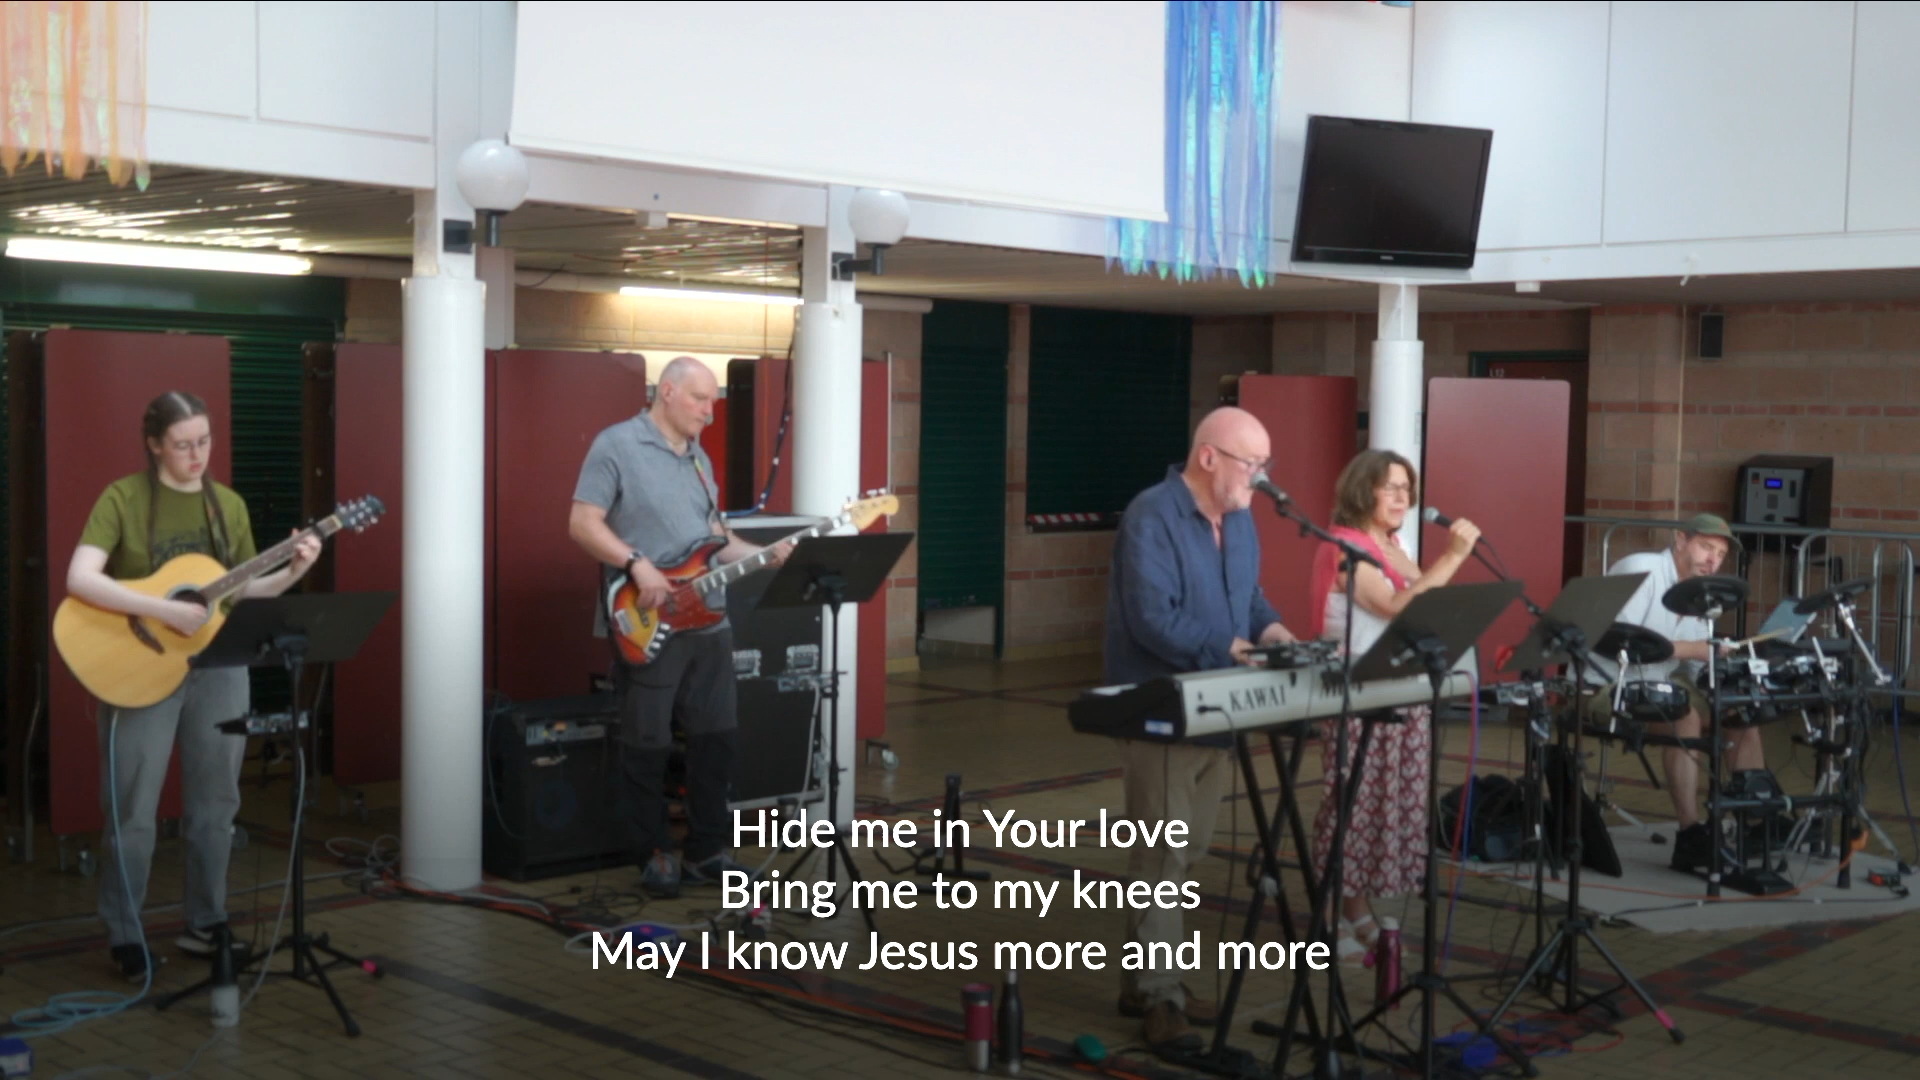 KAWAI
Hide me in Your love
Bring me to my knees
May I know Jesus more and more